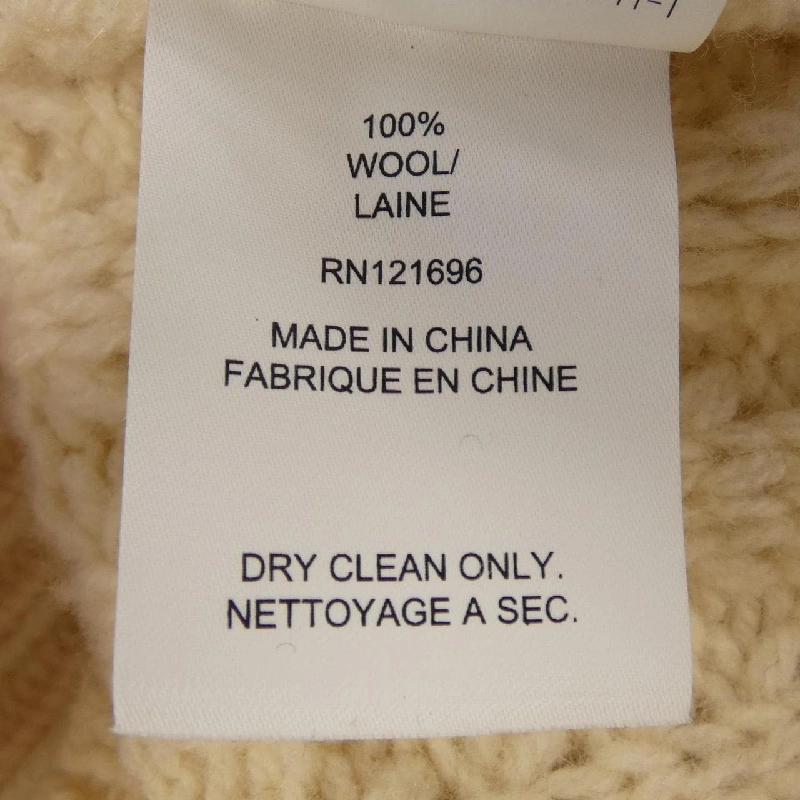 100%
WOOL/
LAINE
RN121696
MADE IN CHINA
FABRIQUE EN CHINE
DRY CLEAN ONLY.
NETTOYAGE A SEC.